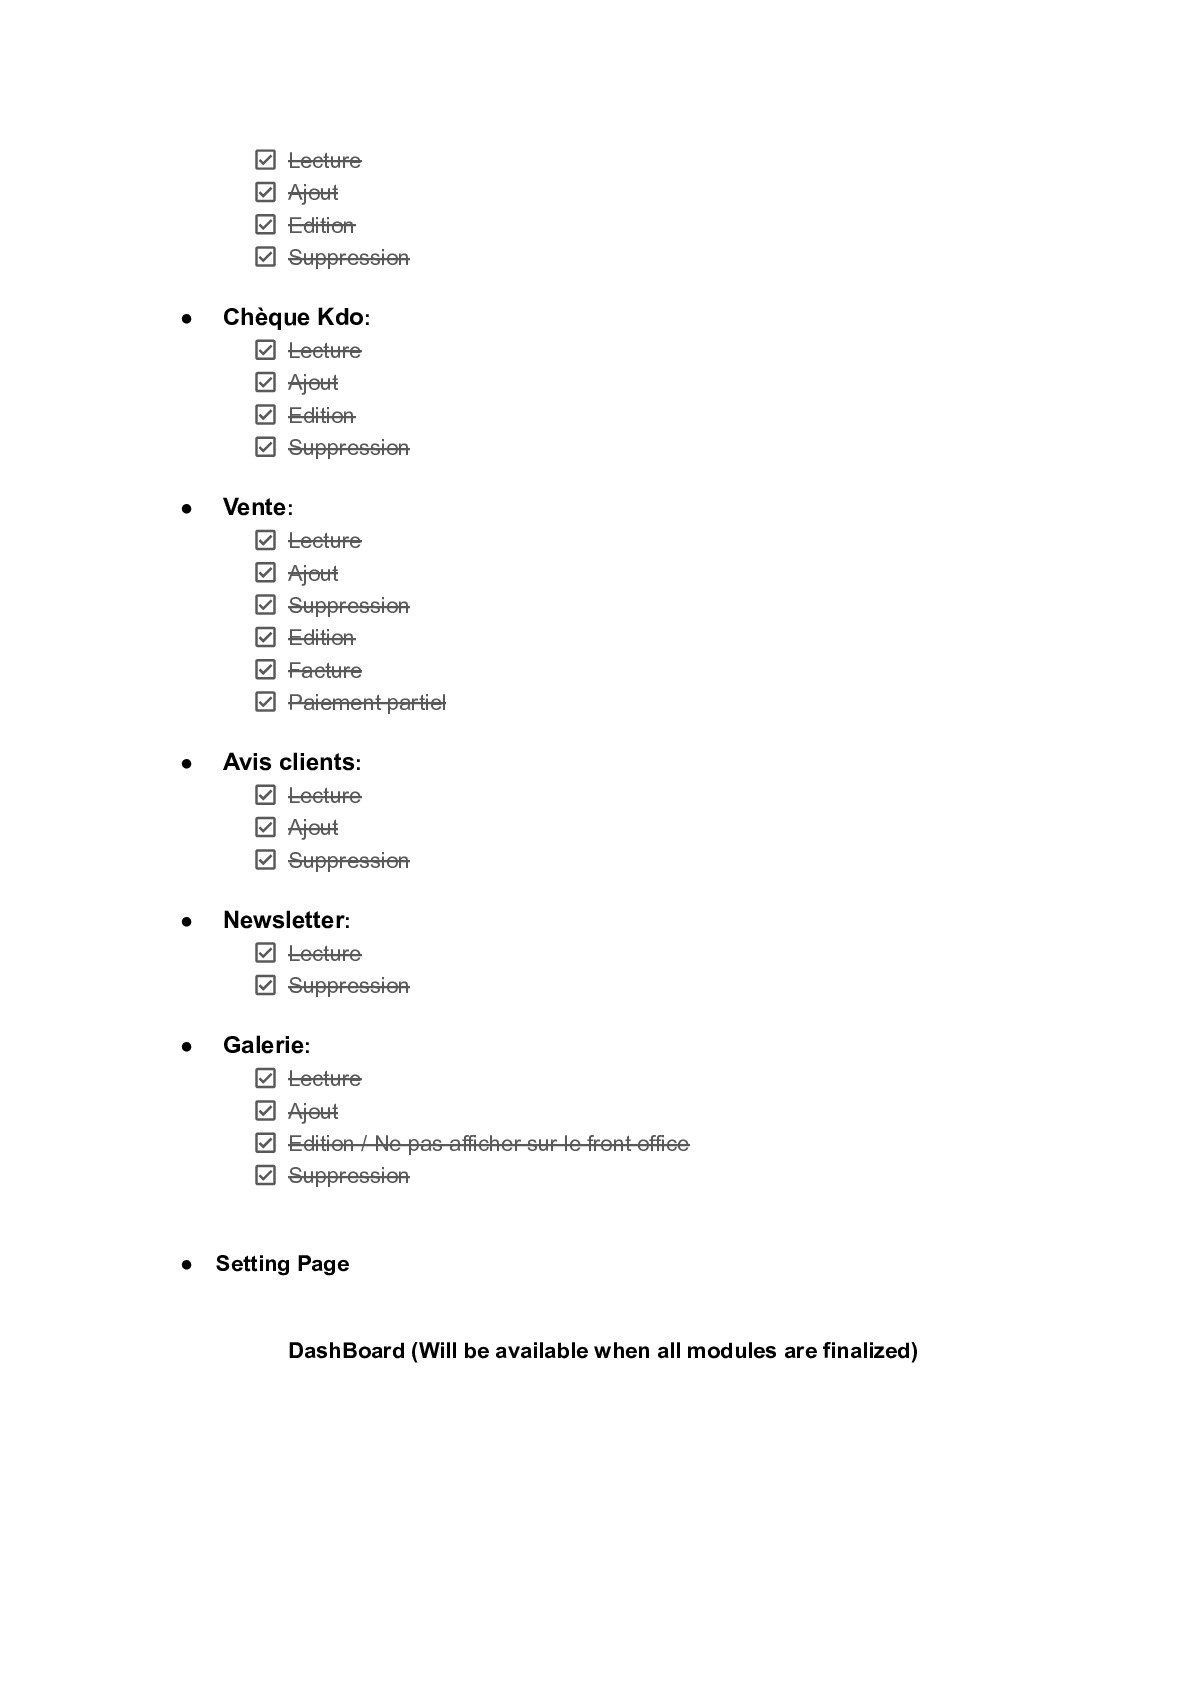 Lecture
Ajout
Edition
Suppression
Chèque Kdo:
Lecture
Ajout
Edition
Suppression
Vente:
Lecture
Ajout
Suppression
Edition
Facture
Paiement partiel
Avis clients:
Lecture
Ajout
Suppression
Newsletter:
Lecture
Suppression
Galerie:
Lecture
Ajout
Edition / Ne pas afficher sur le front office
Suppression
Setting Page
DashBoard (Will be available when all modules are finalized)